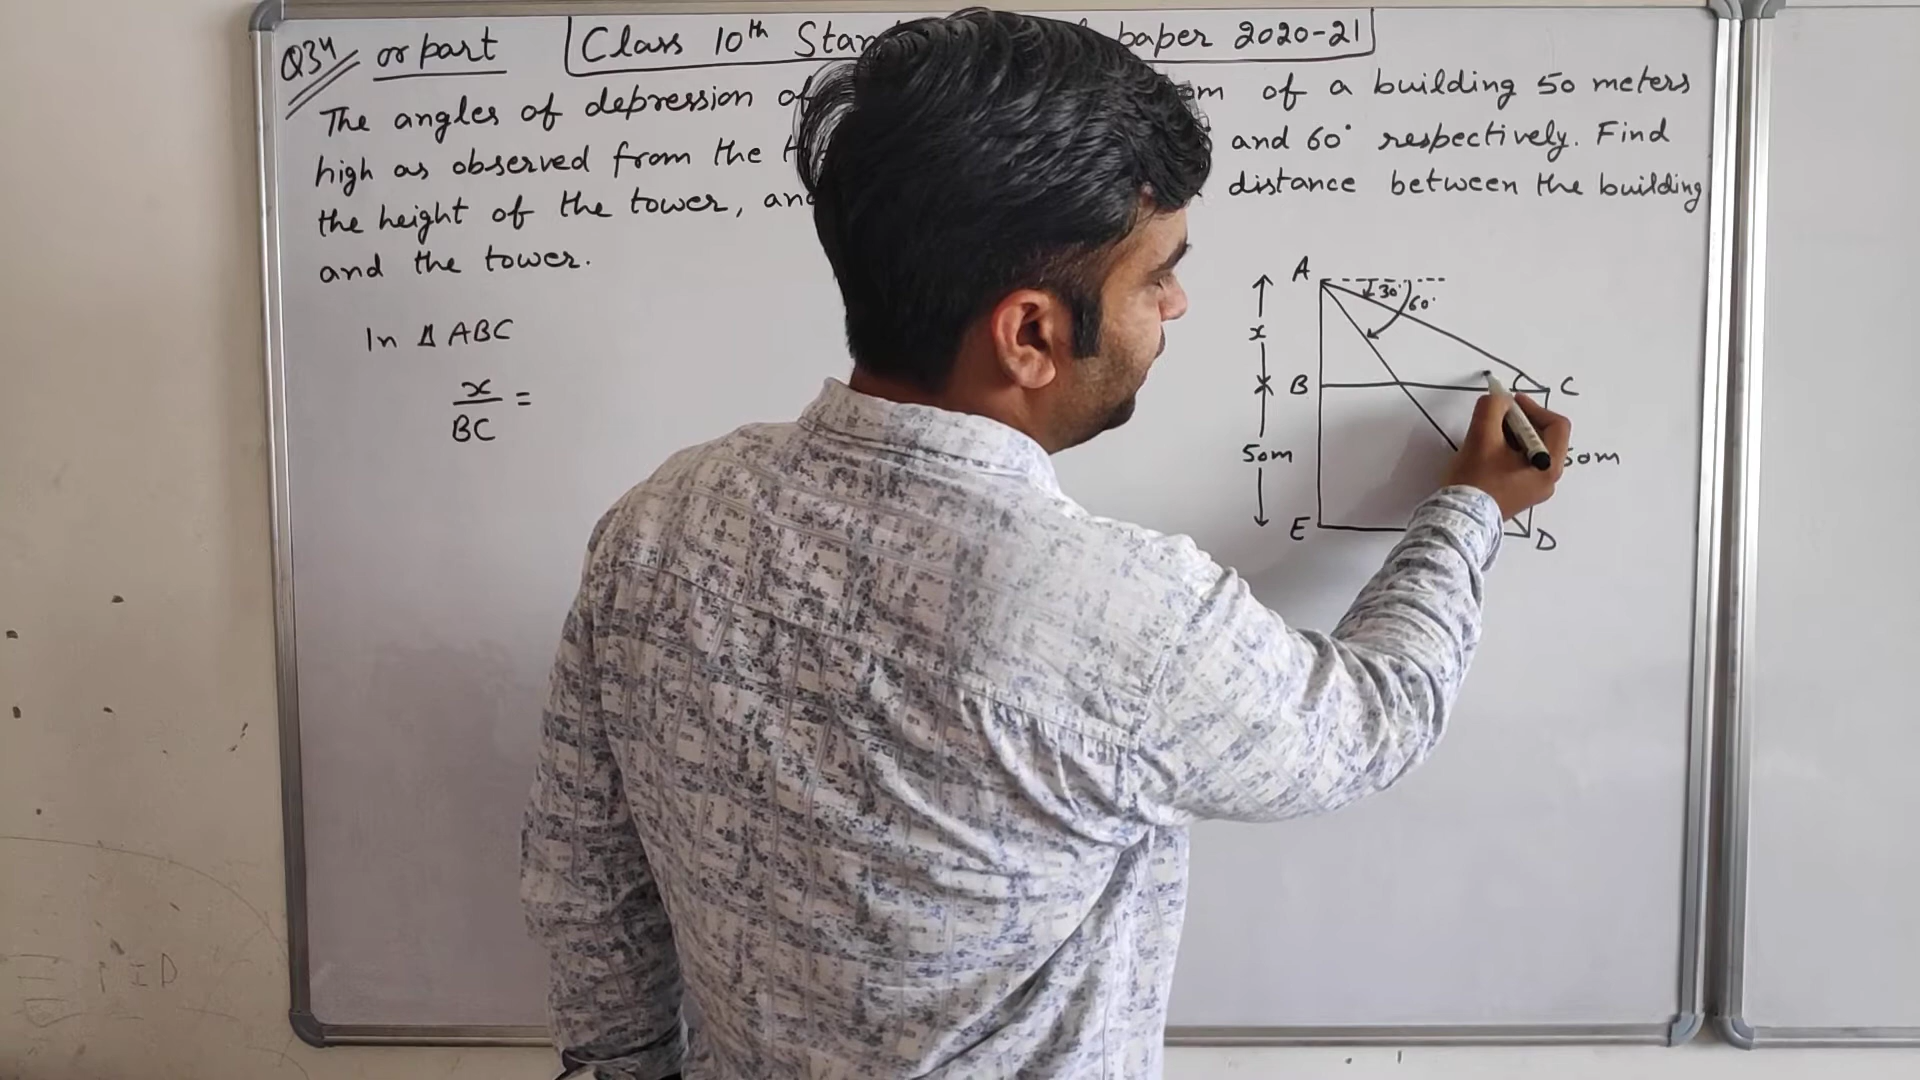 Q34 or part Class 10th paper 2020-21
The angles of depression of of a building 50 meters
high as observed from the and 60° respectively. Find
the height of the tower, distance between the building
and the tower.
In Δ ABC
x
BC
=
A
30°
60°
x
B
C
50m
50m
E
D